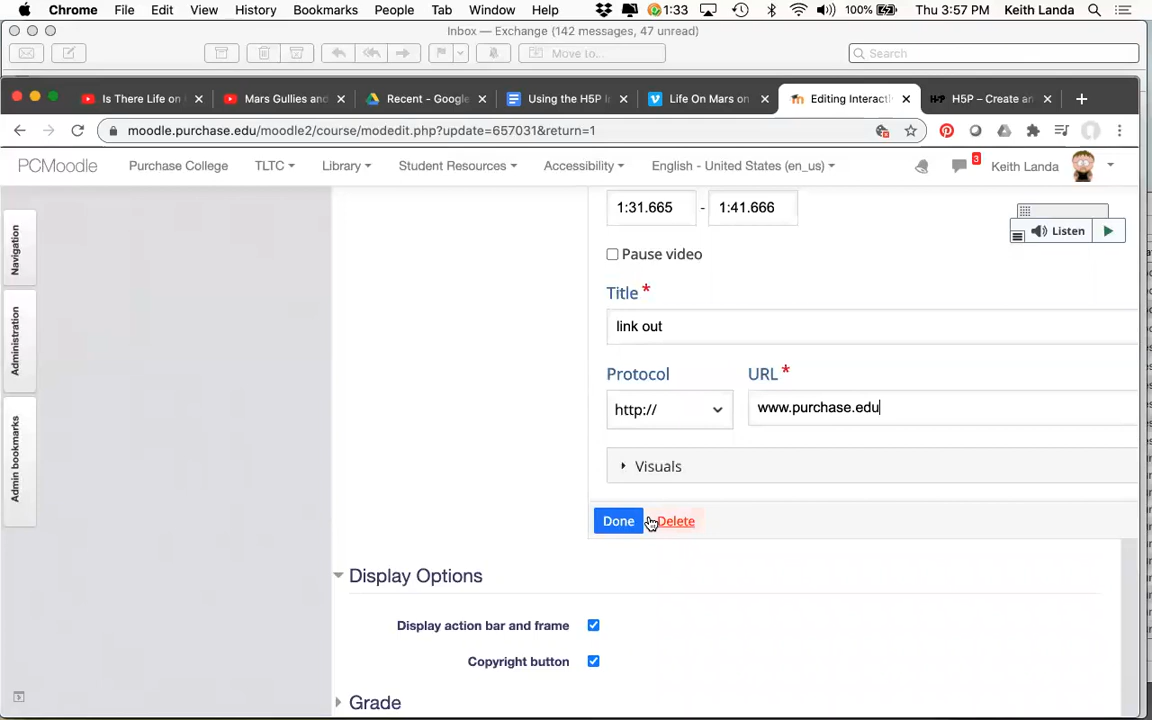 Chrome File Edit View History Bookmarks People Tab Window Help 1:33 100% Thu 3:57 PM Keith Landa
Inbox — Exchange (142 messages, 47 unread)
Move to...
Search
Is There Life on
Mars Gullies and
Recent - Google
Using the H5P I
Life On Mars on
Editing Interacti
H5P – Create an
moodle.purchase.edu/moodle2/course/modedit.php?update=657031&return=1
PCMoodle Purchase College TLTC Library Student Resources Accessibility English - United States (en_us) 3 Keith Landa
Navigation
Administration
Admin bookmarks
1:31.665 - 1:41.666
Listen
Pause video
Title *
link out
Protocol URL *
http:// www.purchase.edu
Visuals
Done Delete
Display Options
Display action bar and frame
Copyright button
Grade